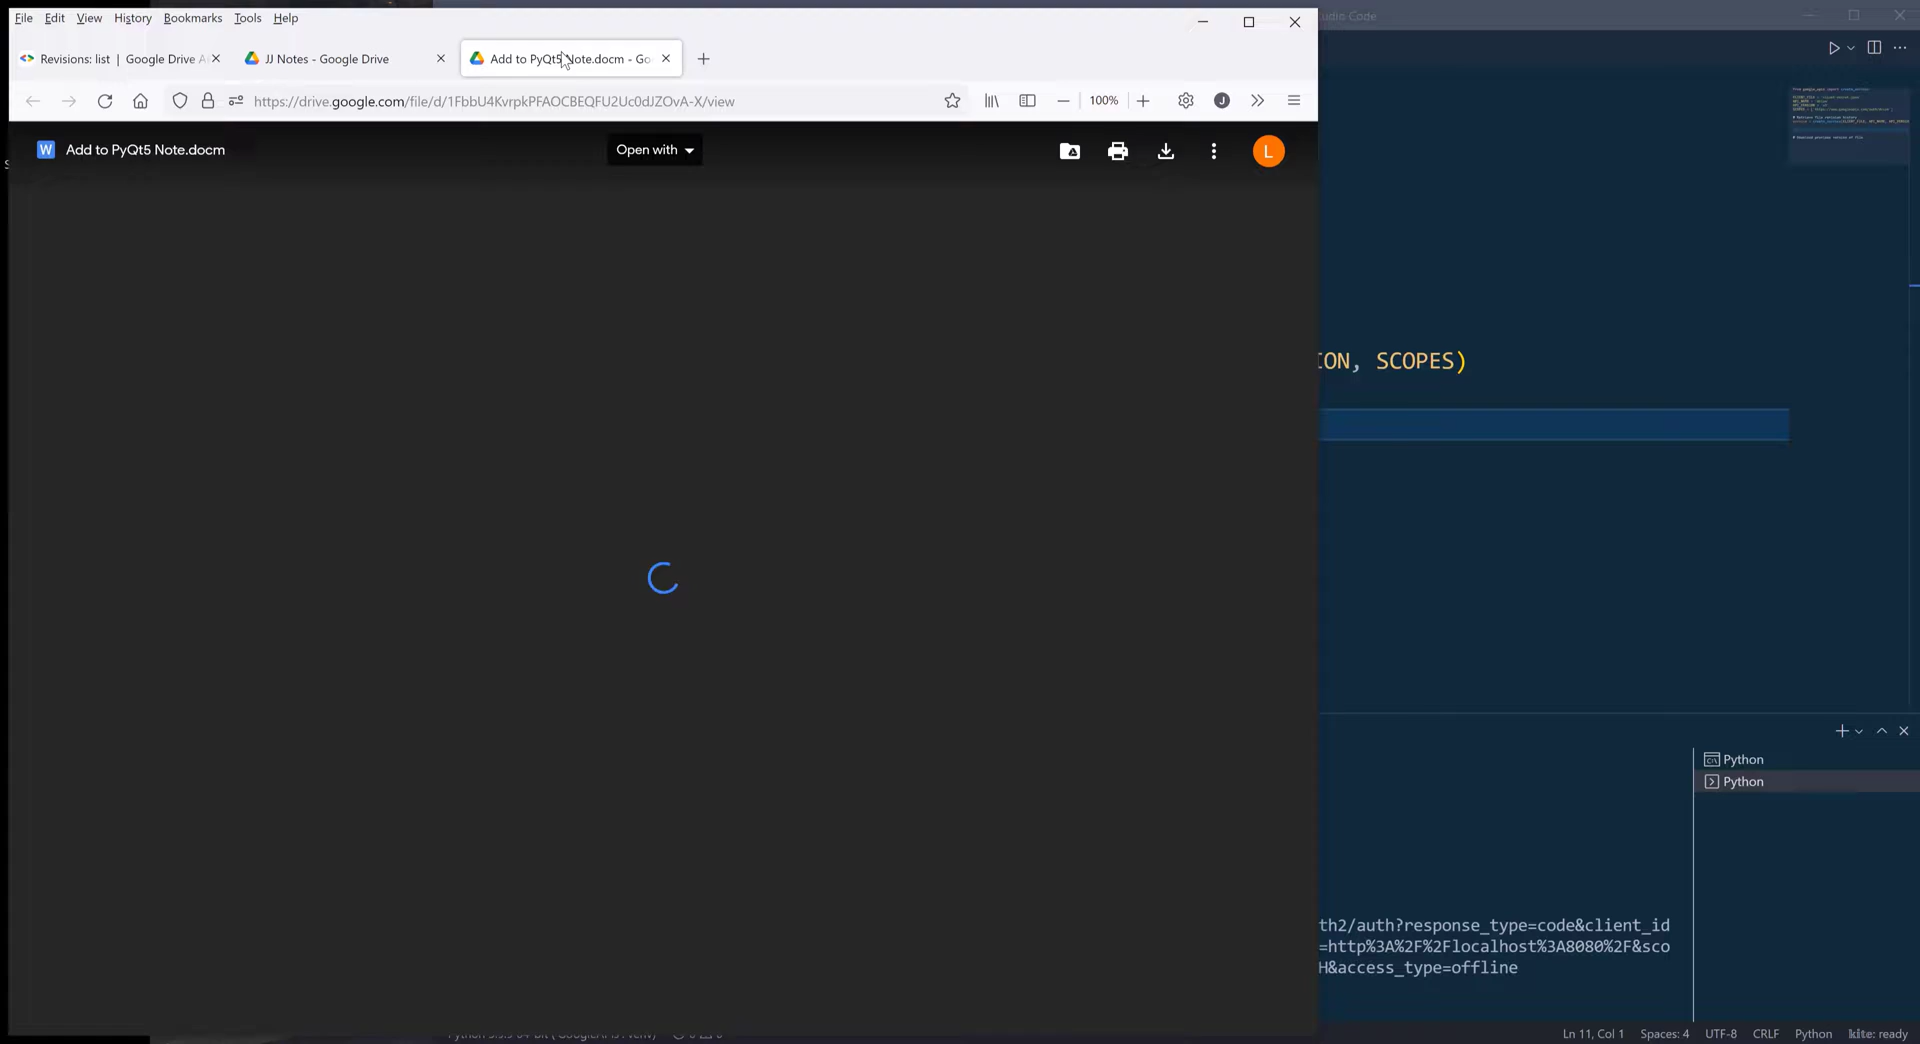 File Edit View History Bookmarks Tools Help
Revisions: list | Google Drive A
JJ Notes - Google Drive
Add to PyQt5 Note.docm - Go
https://drive.google.com/file/d/1FbbU4KvrpkPFAOCBEQFU2Uc0dJZOvA-X/view
100%
J
W Add to PyQt5 Note.docm
Open with
L
ION, SCOPES)
Python
Python
th2/auth?response_type=code&client_id
=http%3A%2F%2Flocalhost%3A8080%2F&sco
H&access_type=offline
Ln 11, Col 1 Spaces: 4 UTF-8 CRLF Python kite: ready